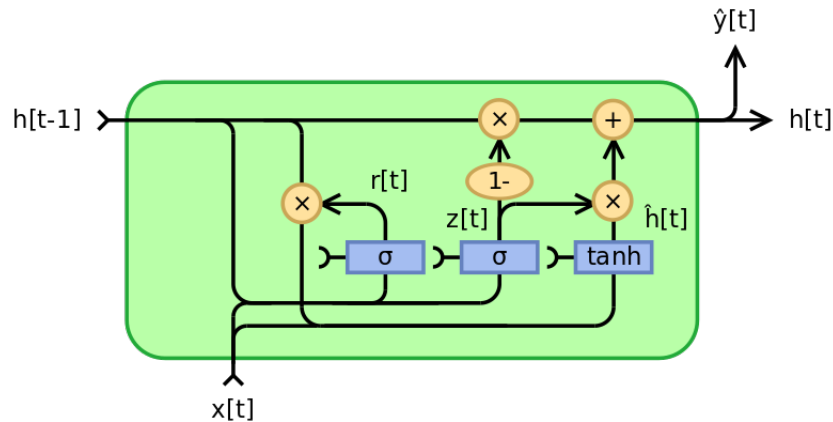 ŷ[t]
h[t-1]
×
+
h[t]
r[t]
1-
×
z[t]
×
ĥ[t]
σ
σ
tanh
x[t]